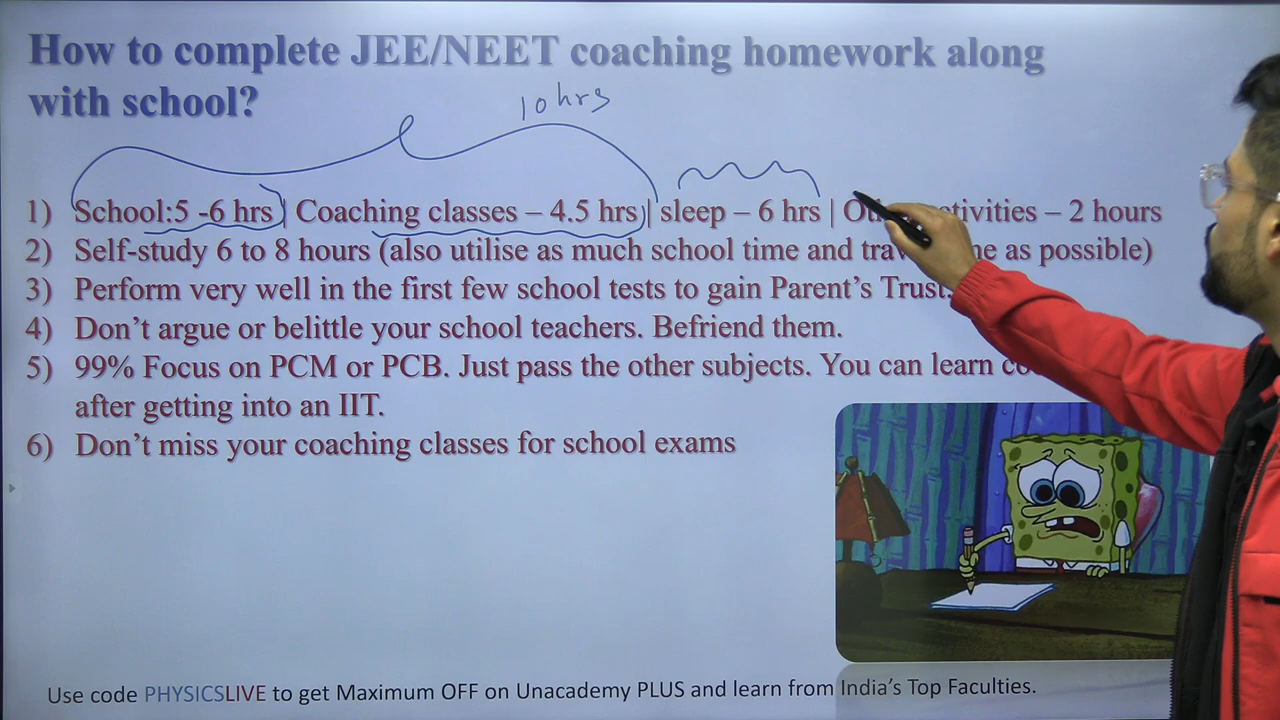 How to complete JEE/NEET coaching homework along
with school?
10 hrs
1) School:5 -6 hrs | Coaching classes – 4.5 hrs | sleep – 6 hrs | activities – 2 hours
2) Self-study 6 to 8 hours (also utilise as much school time and as possible)
3) Perform very well in the first few school tests to gain Parent's Trust.
4) Don't argue or belittle your school teachers. Befriend them.
5) 99% Focus on PCM or PCB. Just pass the other subjects. You can learn
after getting into an IIT.
6) Don't miss your coaching classes for school exams
Use code PHYSICSLIVE to get Maximum OFF on Unacademy PLUS and learn from India's Top Faculties.